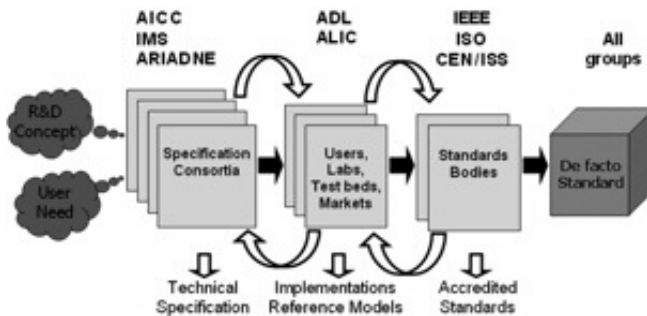 AICC
IMS
ARIADNE
ADL
ALIC
IEEE
ISO
CEN/ISS
All
groups
R&D
Concept
User
Need
Specification
Consortia
Users,
Labs,
Test beds,
Markets
Standards
Bodies
De facto
Standard
Technical
Specification
Implementations
Reference Models
Accredited
Standards